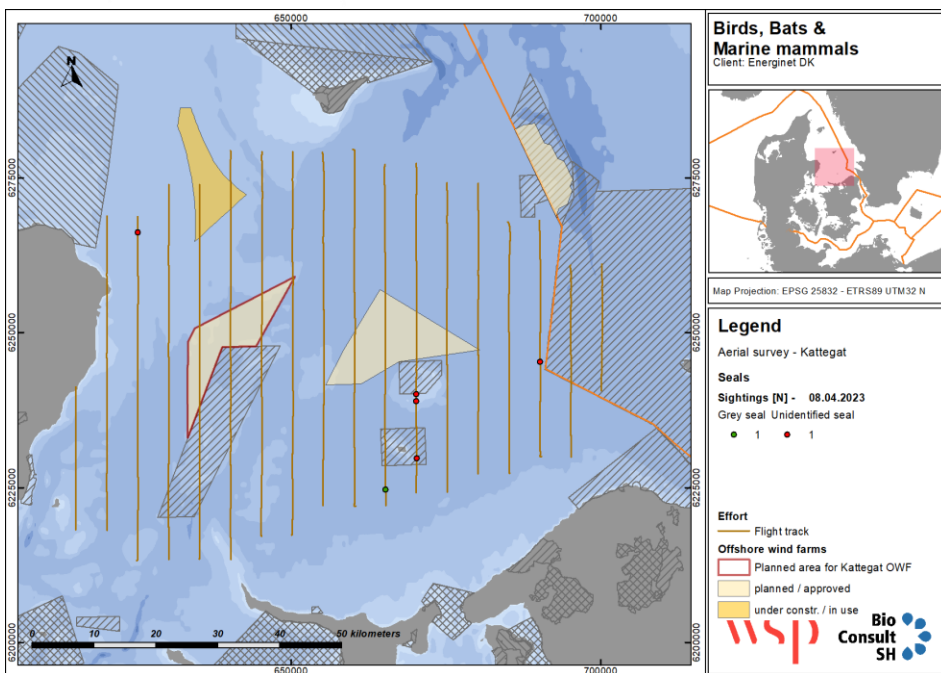 650000
700000
6275000
6250000
6225000
6200000
N
6275000
6250000
6225000
6200000
0 10 20 30 40 50 kilometers
650000
700000
Birds, Bats &
Marine mammals
Client: Energinet DK
Map Projection: EPSG 25832 - ETRS89 UTM32 N
Legend
Aerial survey - Kattegat
Seals
Sightings [N] - 08.04.2023
Grey seal Unidentified seal
1 1
Effort
Flight track
Offshore wind farms
Planned area for Kattegat OWF
planned / approved
under constr. / in use
wsp
Bio
Consult
SH